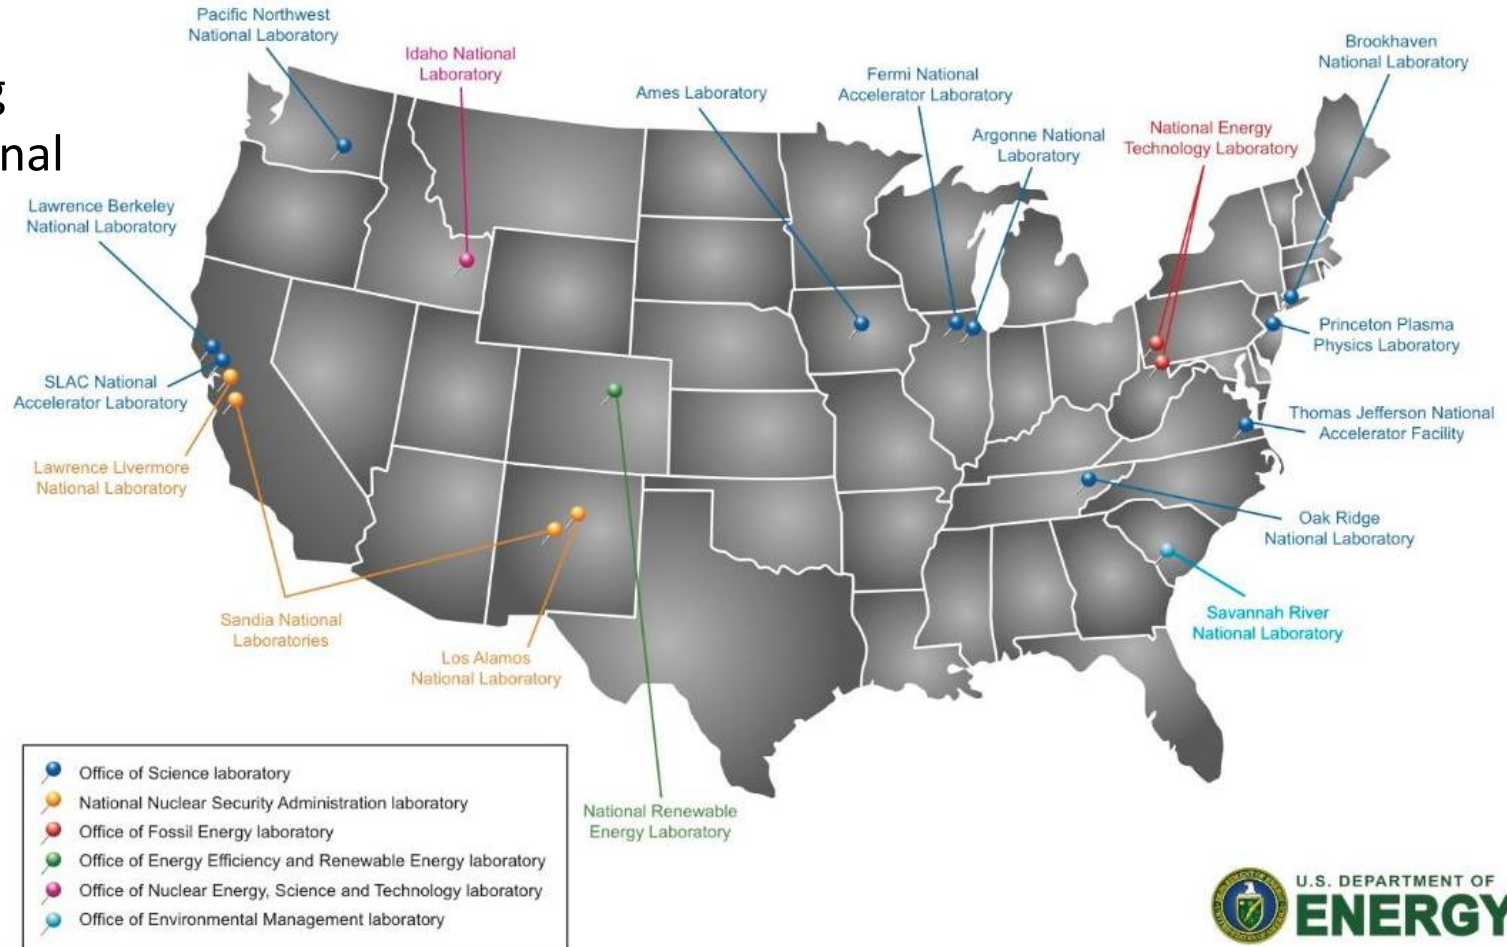 Pacific Northwest
National Laboratory
Idaho National
Laboratory
Ames Laboratory
Fermi National
Accelerator Laboratory
Argonne National
Laboratory
National Energy
Technology Laboratory
Brookhaven
National Laboratory
g
nal
Lawrence Berkeley
National Laboratory
SLAC National
Accelerator Laboratory
Lawrence Livermore
National Laboratory
Sandia National
Laboratories
Los Alamos
National Laboratory
National Renewable
Energy Laboratory
Princeton Plasma
Physics Laboratory
Thomas Jefferson National
Accelerator Facility
Oak Ridge
National Laboratory
Savannah River
National Laboratory
Office of Science laboratory
National Nuclear Security Administration laboratory
Office of Fossil Energy laboratory
Office of Energy Efficiency and Renewable Energy laboratory
Office of Nuclear Energy, Science and Technology laboratory
Office of Environmental Management laboratory
U.S. DEPARTMENT OF
ENERGY